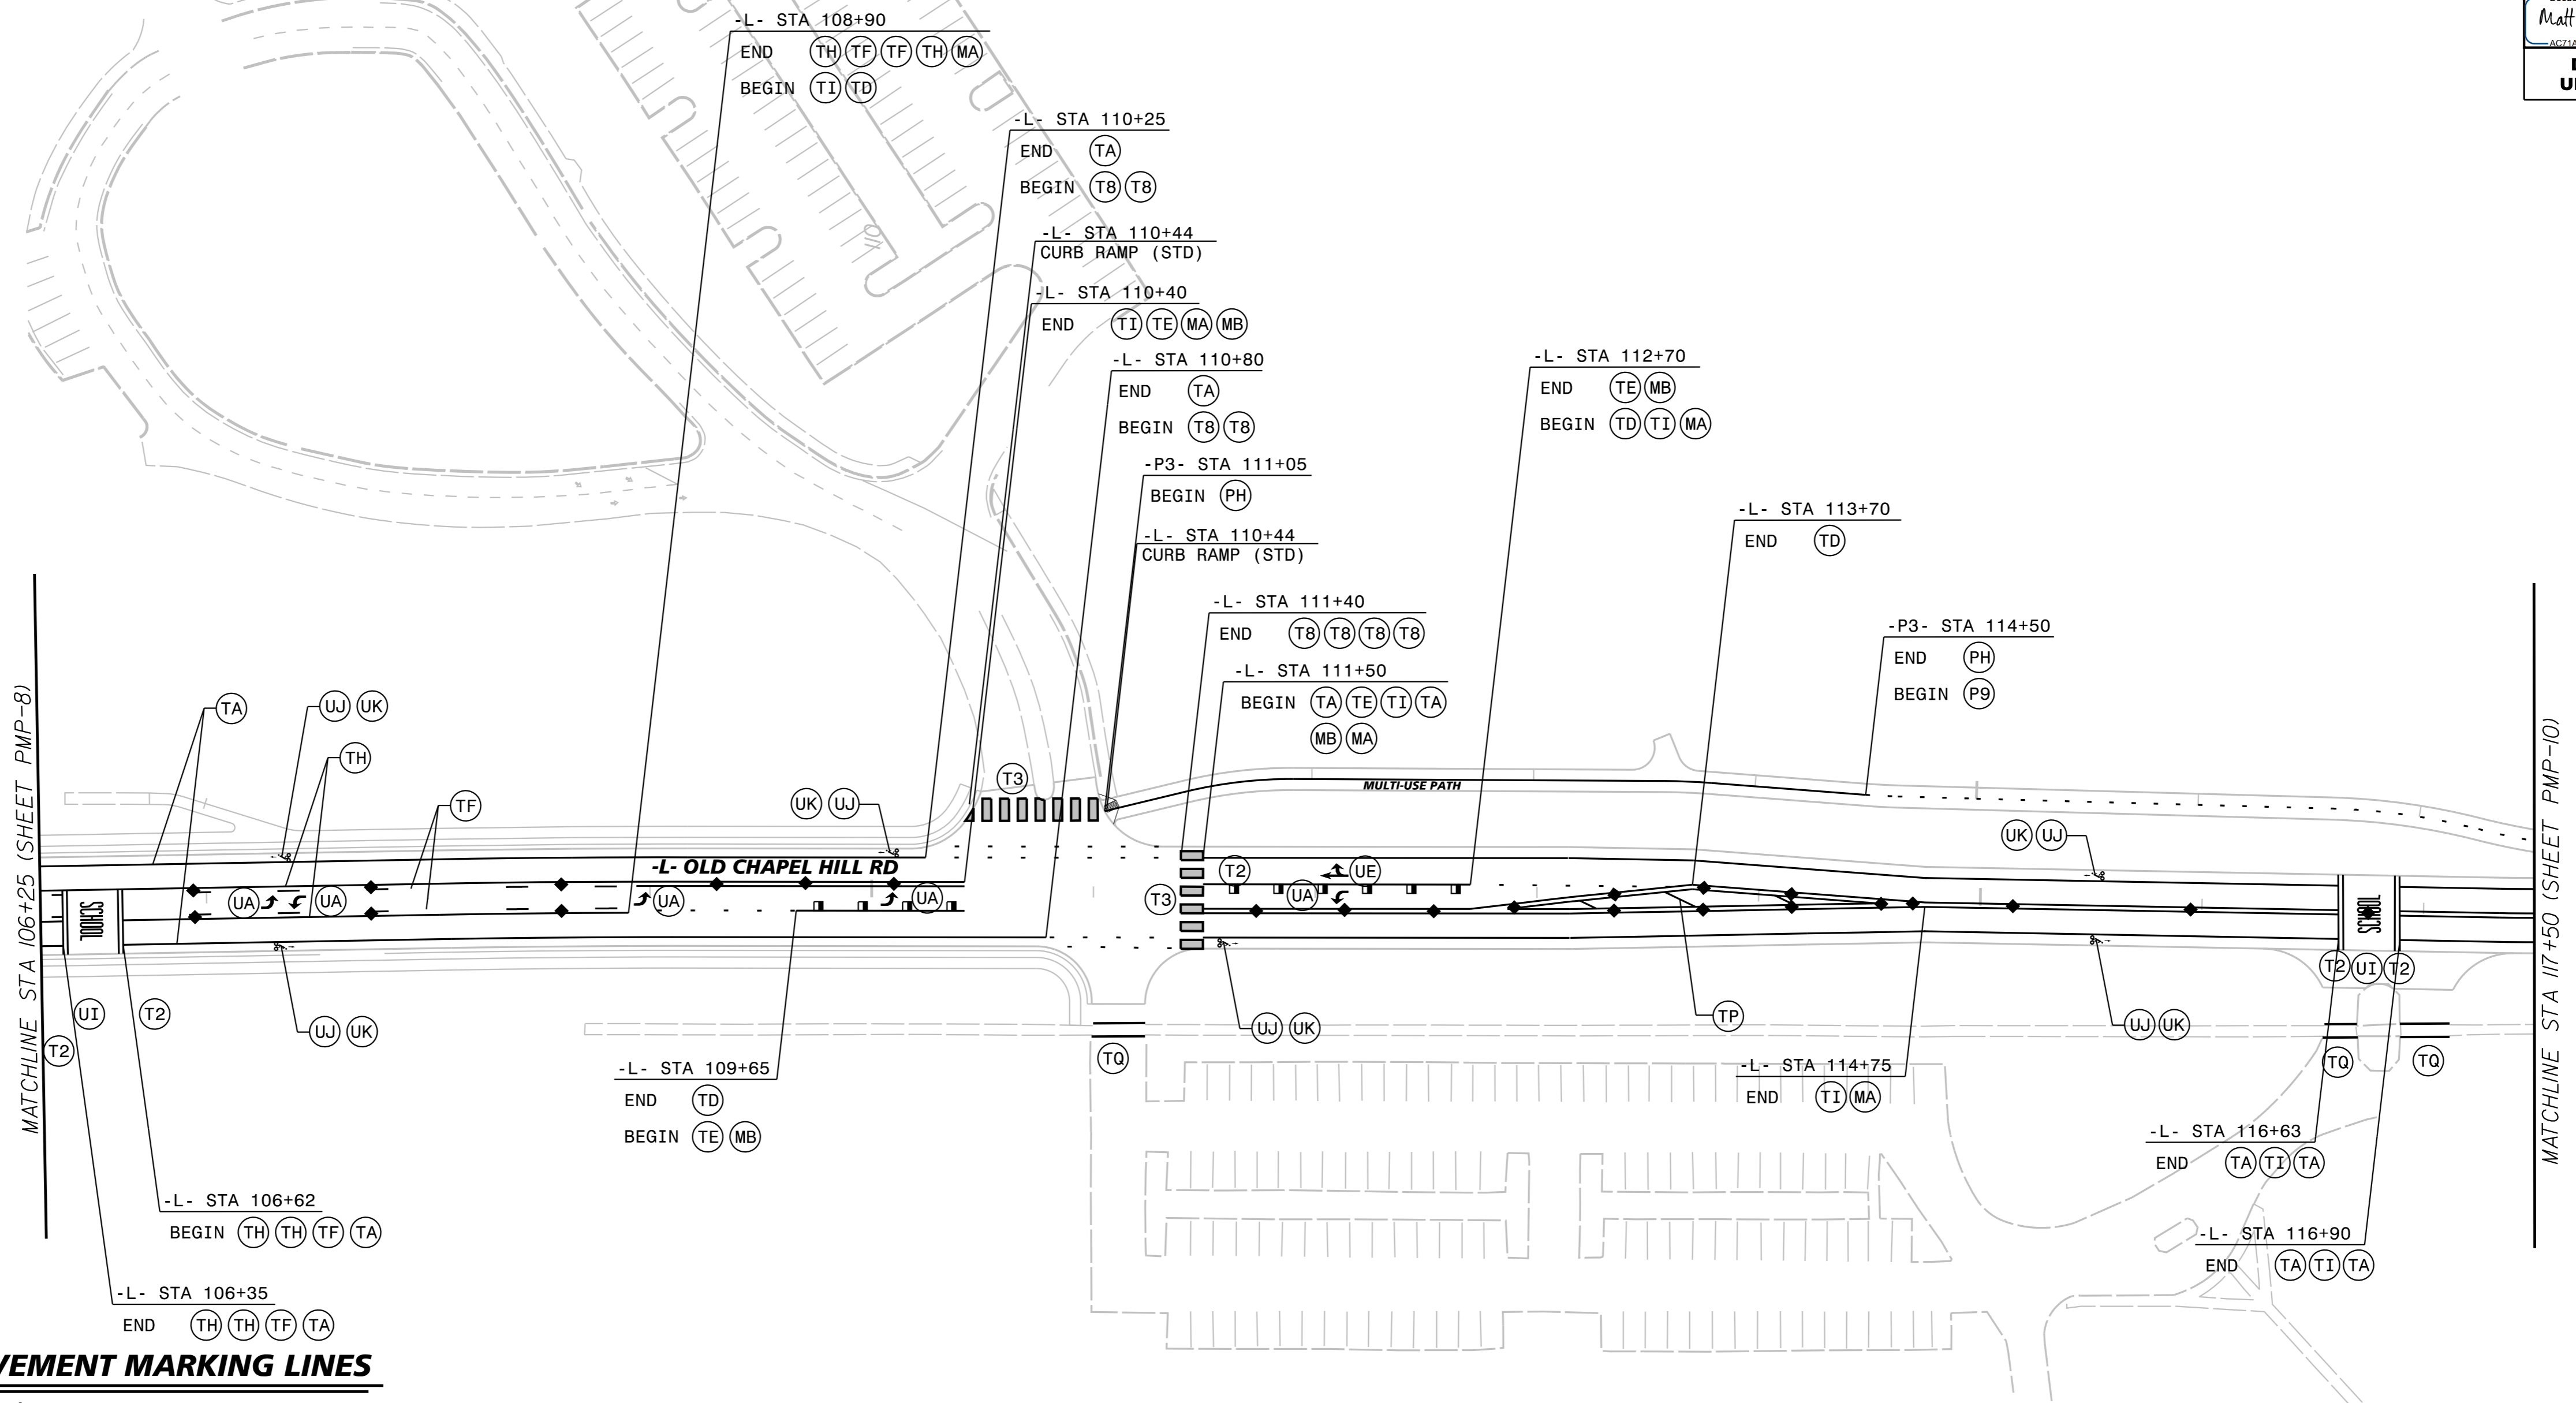 -L- STA 108+90
END TH TF TF TH MA
BEGIN TI TD
-L- STA 110+25
END TA
BEGIN T8 T8
-L- STA 110+44
CURB RAMP (STD)
-L- STA 110+40
END TI TE MA MB
-L- STA 110+80
END TA
BEGIN T8 T8
-P3- STA 111+05
BEGIN PH
-L- STA 110+44
CURB RAMP (STD)
-L- STA 111+40
END T8 T8 T8 T8
-L- STA 111+50
BEGIN TA TE TI TA
MB MA
-L- STA 112+70
END TE MB
BEGIN TD TI MA
-L- STA 113+70
END TD
-P3- STA 114+50
END PH
BEGIN P9
Matt
MATCHLINE STA 106+25 (SHEET PMP-8)
TA
UJ UK
TH
TF
UK UJ
T3
MULTI-USE PATH
UK UJ
-L- OLD CHAPEL HILL RD
SCHOOL
UA
UA
UA
UA
T3
T2
UE
UA
SCHOOL
T2 UI T2
MATCHLINE STA 117+50 (SHEET PMP-10)
T2
UI
T2
UJ UK
TQ
UJ UK
TP
UJ UK
TQ
TQ
-L- STA 109+65
END TD
BEGIN TE MB
-L- STA 114+75
END TI MA
-L- STA 116+63
END TA TI TA
-L- STA 116+90
END TA TI TA
-L- STA 106+62
BEGIN TH TH TF TA
-L- STA 106+35
END TH TH TF TA
VEMENT MARKING LINES